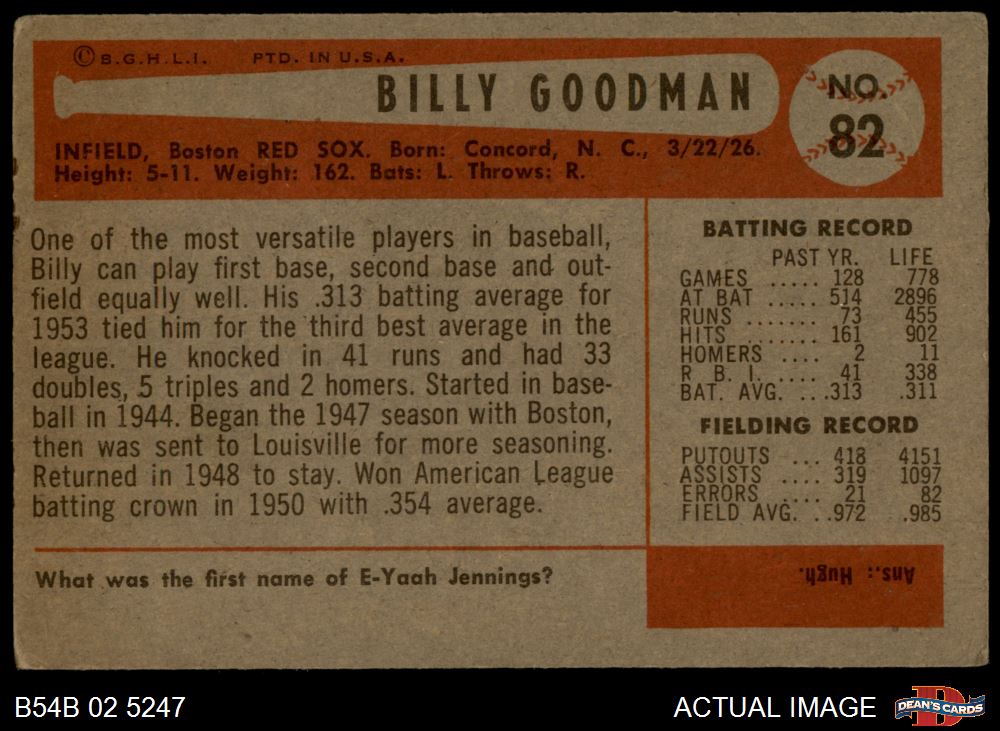 ©B.G.H.L.I. PTD. IN U.S.A.
BILLY GOODMAN
NO.
82
INFIELD, Boston RED SOX. Born: Concord, N. C., 3/22/26.
Height: 5-11. Weight: 162. Bats: L. Throws: R.
One of the most versatile players in baseball,
Billy can play first base, second base and out-
field equally well. His .313 batting average for
1953 tied him for the third best average in the
league. He knocked in 41 runs and had 33
doubles, 5 triples and 2 homers. Started in base-
ball in 1944. Began the 1947 season with Boston,
then was sent to Louisville for more seasoning.
Returned in 1948 to stay. Won American League
batting crown in 1950 with .354 average.
BATTING RECORD
PAST YR. LIFE
GAMES ..... 128 778
AT BAT ..... 514 2896
RUNS ....... 73 455
HITS ....... 161 902
HOMERS .... 2 11
R. B. I. .... 41 338
BAT. AVG. ...313 .311
FIELDING RECORD
PUTOUTS ... 418 4151
ASSISTS .... 319 1097
ERRORS .... 21 82
FIELD AVG. ..972 .985
What was the first name of E-Yaah Jennings?
Ans.: Hugh.
B54B 02 5247
ACTUAL IMAGE
DEAN'S CARDS